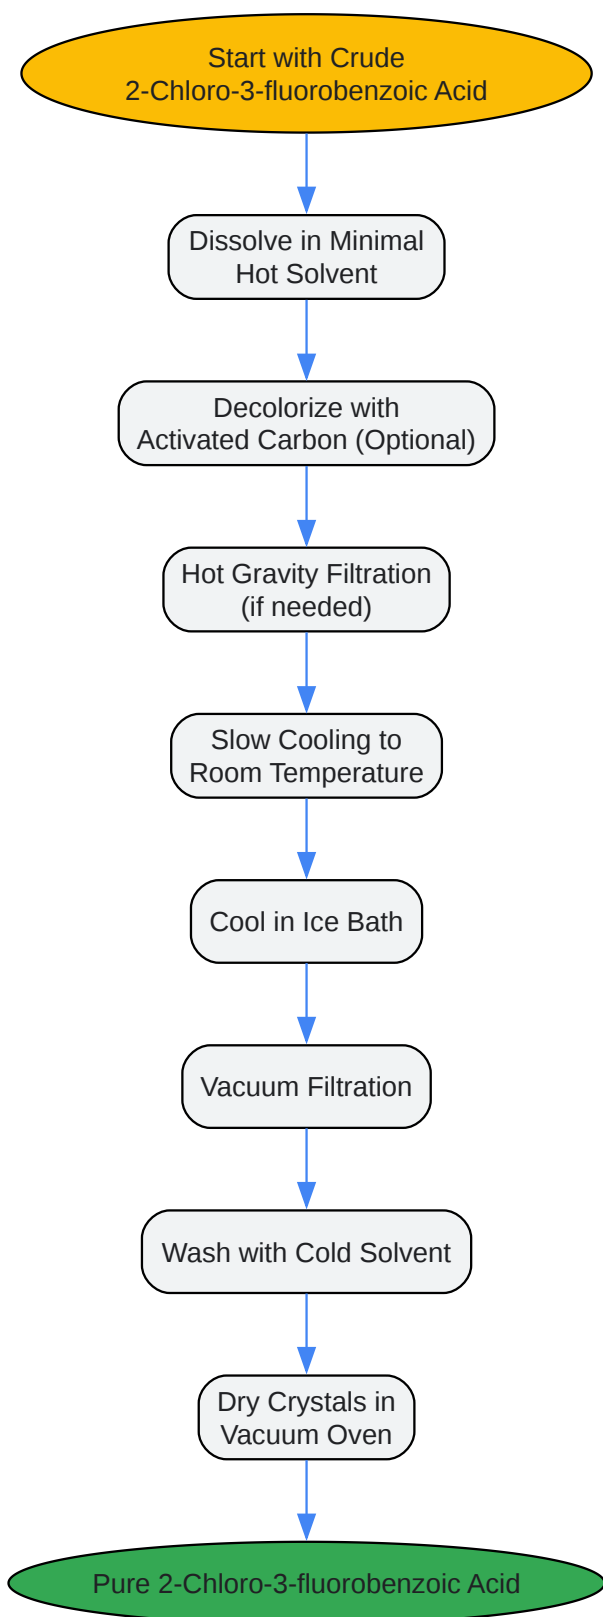 Start with Crude
2-Chloro-3-fluorobenzoic Acid
Dissolve in Minimal
Hot Solvent
Decolorize with
Activated Carbon (Optional)
Hot Gravity Filtration
(if needed)
Slow Cooling to
Room Temperature
Cool in Ice Bath
Vacuum Filtration
Wash with Cold Solvent
Dry Crystals in
Vacuum Oven
Pure 2-Chloro-3-fluorobenzoic Acid